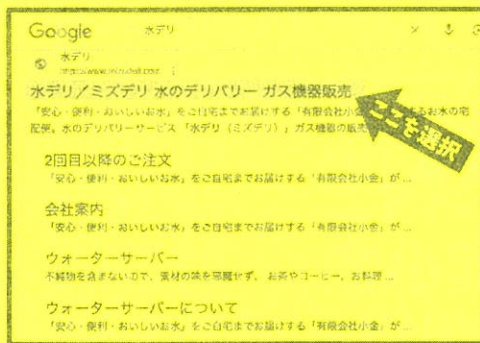 Google 水デリ
水デリ
水デリ／ミズデリ 水のデリバリー ガス機器販売
「安心・便利・おいしいお水」をご自宅までお届けする「有限会社小金 するお水の宅
配便。水のデリバリーサービス 「水デリ（ミズデリ）」ガス機器の販売
ここを選択
2回目以降のご注文
「安心・便利・おいしいお水」をご自宅までお届けする「有限会社小金」が ...
会社案内
「安心・便利・おいしいお水」をご自宅までお届けする「有限会社小金」が ...
ウォーターサーバー
不純物を含まないので、素材の味を邪魔せず、お茶やコーヒー、お料理 ...
ウォーターサーバーについて
「安心・便利・おいしいお水」をご自宅までお届けする「有限会社小金」が ...